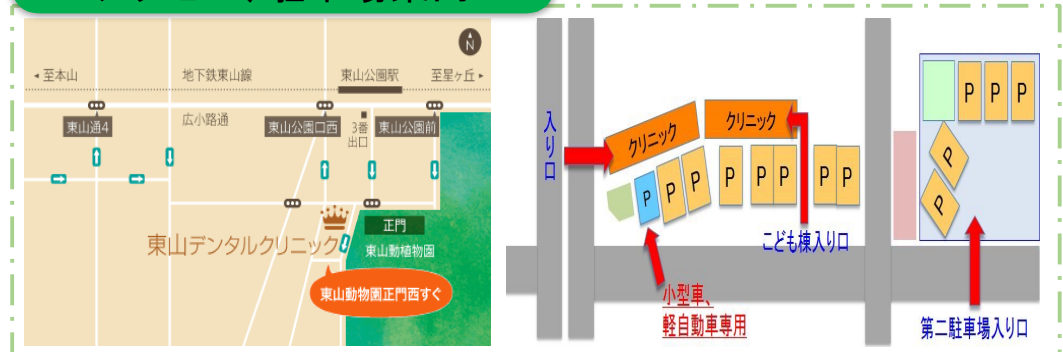 N
至本山
地下鉄東山線
東山公園駅
至星ヶ丘
東山通4
広小路通
東山公園口西
3番
出口
東山公園前
正門
東山動植物園
東山デンタルクリニック
東山動物園正門西すぐ
入り口
クリニック
クリニック
P
P
P
P
P
P
P
P
こども棟入り口
小型車、
軽自動車専用
P
P
P
P
P
第二駐車場入り口